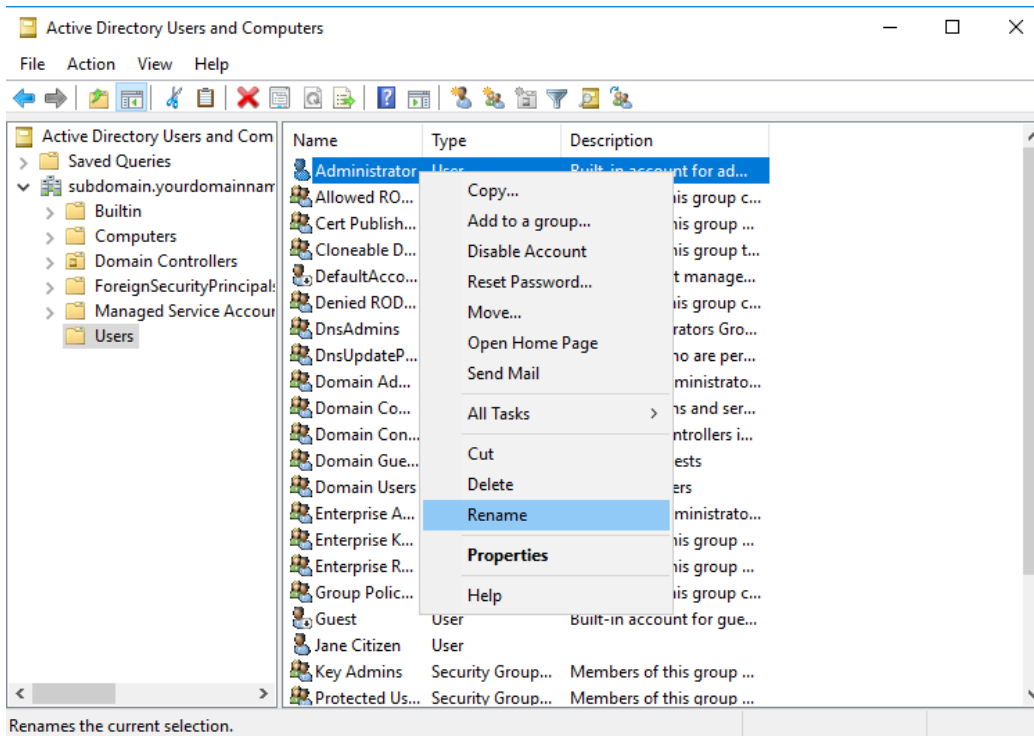 Active Directory Users and Computers
File Action View Help
Active Directory Users and Com
Saved Queries
subdomain.yourdomainnam
Builtin
Computers
Domain Controllers
ForeignSecurityPrincipals
Managed Service Accour
Users
Name Type Description
Administrator User Built-in account for ad...
Allowed RO... his group c...
Cert Publish... his group ...
Cloneable D... his group t...
DefaultAcco... t manage...
Denied ROD... his group c...
DnsAdmins rators Gro...
DnsUpdateP... ho are per...
Domain Ad... ministrato...
Domain Co... ns and ser...
Domain Con... ntrollers i...
Domain Gue... ests
Domain Users ers
Enterprise A... ministrato...
Enterprise K... his group ...
Enterprise R... his group ...
Group Polic... his group c...
Guest User Built-in account for gue...
Jane Citizen User
Key Admins Security Group... Members of this group ...
Protected Us... Security Group... Members of this group ...
Copy...
Add to a group...
Disable Account
Reset Password...
Move...
Open Home Page
Send Mail
All Tasks
Cut
Delete
Rename
Properties
Help
Renames the current selection.